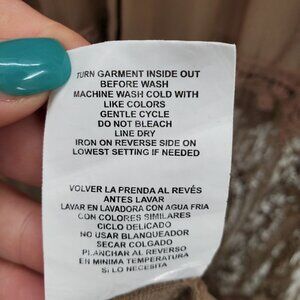 TURN GARMENT INSIDE OUT
BEFORE WASH
MACHINE WASH COLD WITH
LIKE COLORS
GENTLE CYCLE
DO NOT BLEACH
LINE DRY
IRON ON REVERSE SIDE ON
LOWEST SETTING IF NEEDED
VOLVER LA PRENDA AL REVÉS
ANTES LAVAR
LAVAR EN LAVADORA CON AGUA FRIA
CON COLORES SIMILARES
CICLO DELICADO
NO USAR BLANQUEADOR
SECAR COLGADO
PLANCHAR AL REVERSO
EN MINIMA TEMPERATURA
SI LO NECESITA